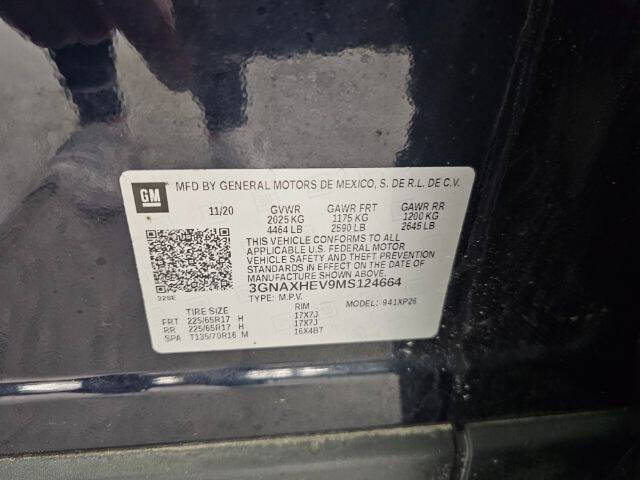 GM
MFD BY GENERAL MOTORS DE MEXICO, S. DE R.L. DE C.V.
11/20 GVWR GAWR FRT GAWR RR
2025 KG 1175 KG 1200 KG
4464 LB 2590 LB 2645 LB
THIS VEHICLE CONFORMS TO ALL
APPLICABLE U.S. FEDERAL MOTOR
VEHICLE SAFETY AND THEFT PREVENTION
STANDARDS IN EFFECT ON THE DATE OF
MANUFACTURE SHOWN ABOVE.
3GNAXHEV9MS124664
TYPE: M.P.V. 941XP26
328E
TIRE SIZE RIM
FRT 225/65R17 H 17X7J
RR 225/65R17 H 17X7J
SPA T135/70R16 M 16X4BT